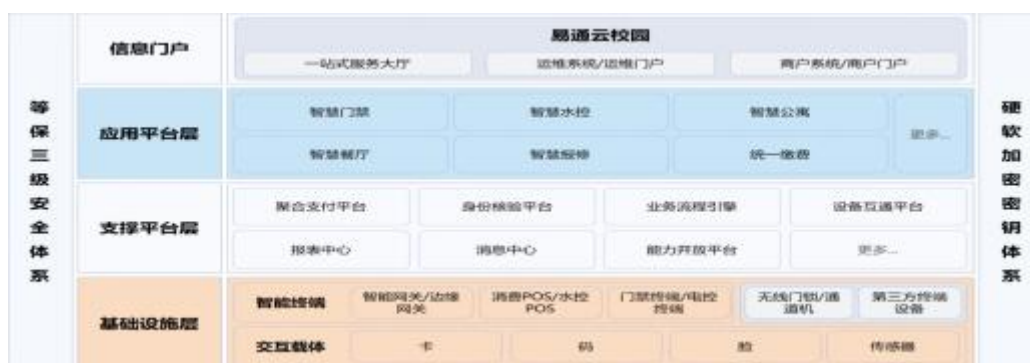 等保三级安全体系
信息门户
易通云校园
一站式服务大厅 运维系统/运维门户 商户系统/商户门户
应用平台层
智慧门禁 智慧水控 智慧公寓
更多...
智慧餐厅 智慧报修 统一缴费
支撑平台层
聚合支付平台 身份核验平台 业务流程引擎 设备互通平台
报表中心 消息中心 能力开放平台 更多...
基础设施层
智能终端
智能网关/边缘
网关
消费POS/水控
POS
门禁终端/电控
终端
无线门锁/通
道机
第三方终端
设备
交互载体 卡 码 脸 传感器
硬软加密密钥体系